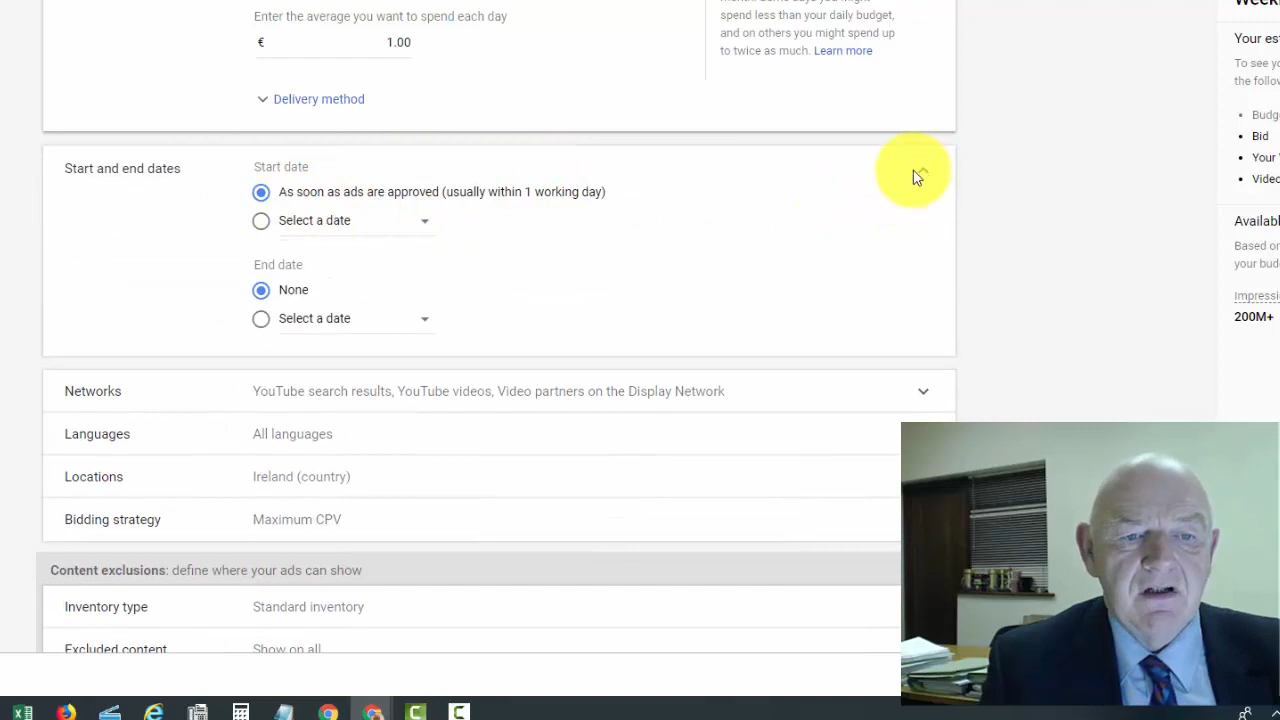 Enter the average you want to spend each day
€ 1.00
spend less than your daily budget,
and on others you might spend up
to twice as much. Learn more
Delivery method
Start and end dates
Start date
As soon as ads are approved (usually within 1 working day)
Select a date
End date
None
Select a date
Networks YouTube search results, YouTube videos, Video partners on the Display Network
Languages All languages
Locations Ireland (country)
Bidding strategy Maximum CPV
Content exclusions: define where your ads can show
Inventory type Standard inventory
Excluded content Show on all
Your es
To see yo
the follow
Budg
Bid
Your
Video
Availabl
Based on
your bud
Impressi
200M+